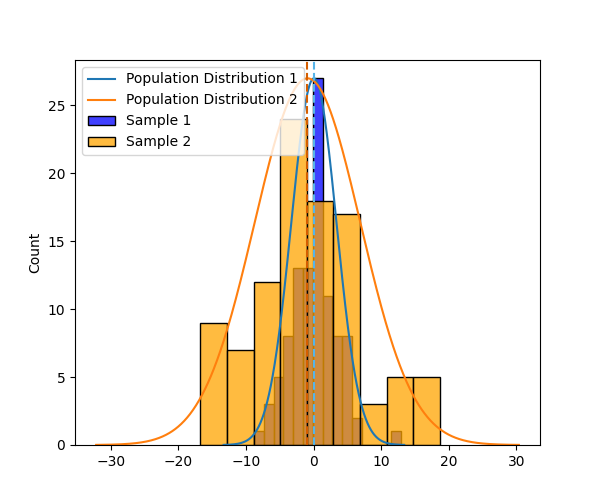 Population Distribution 1
Population Distribution 2
Sample 1
Sample 2
Count
25
20
15
10
5
0
−30 −20 −10 0 10 20 30